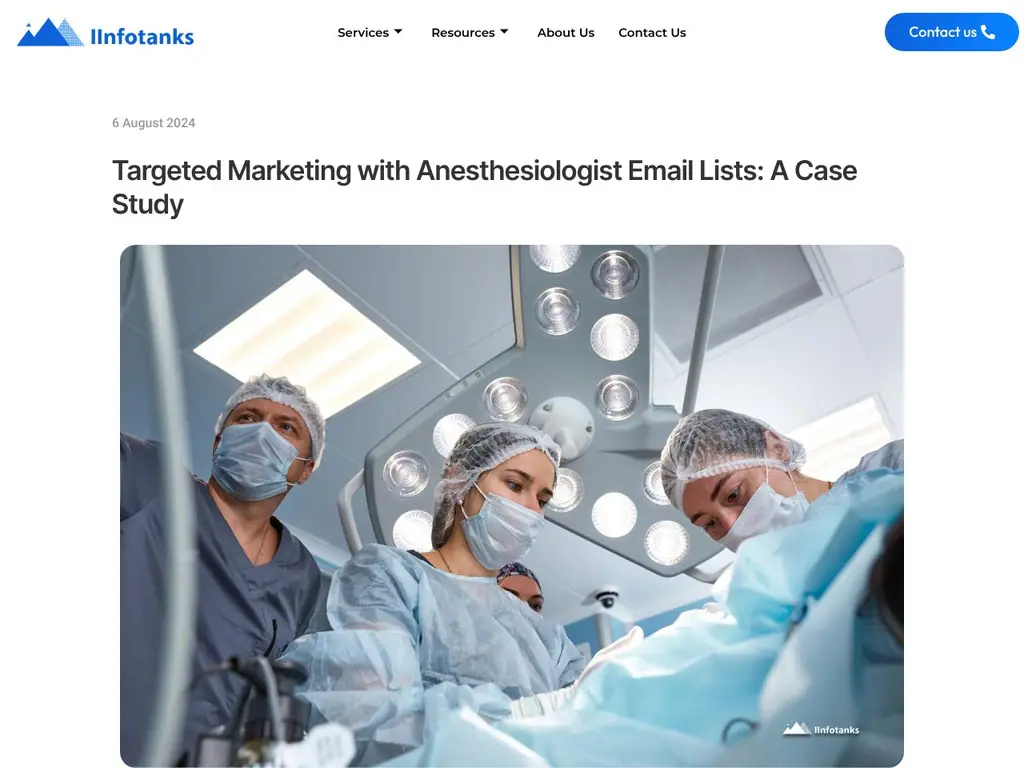 IInfotanks
Services
Resources
About Us
Contact Us
Contact us
6 August 2024
Targeted Marketing with Anesthesiologist Email Lists: A Case
Study
IInfotanks